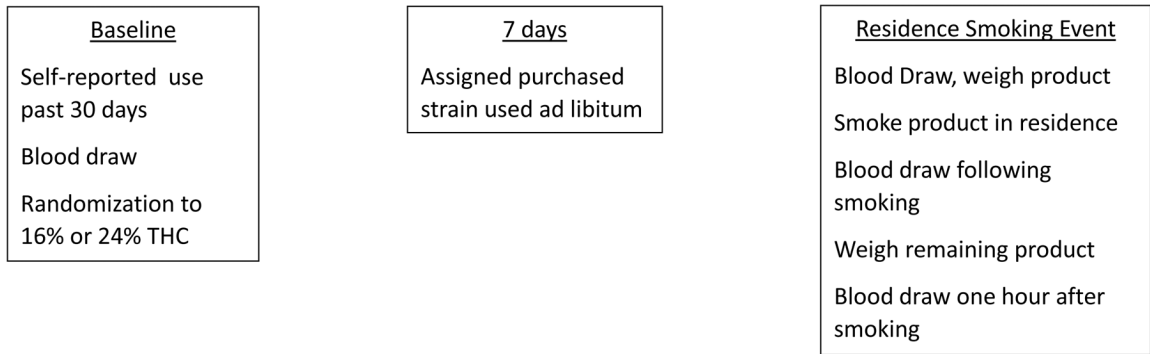 Baseline
Self-reported use
past 30 days
Blood draw
Randomization to
16% or 24% THC
7 days
Assigned purchased
strain used ad libitum
Residence Smoking Event
Blood Draw, weigh product
Smoke product in residence
Blood draw following
smoking
Weigh remaining product
Blood draw one hour after
smoking